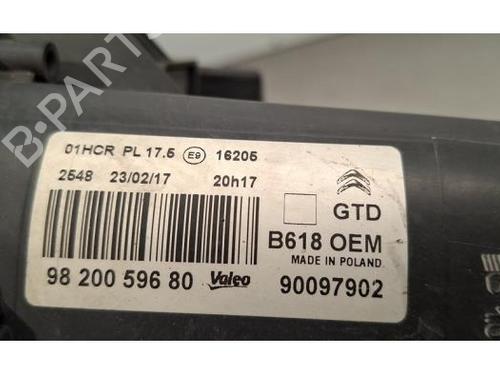 01HCR PL 17.5 E9 16205
2548 23/02/17 20h17
GTD
B618 OEM
MADE IN POLAND
98 200 596 80 Valeo 90097902
B-PARTS